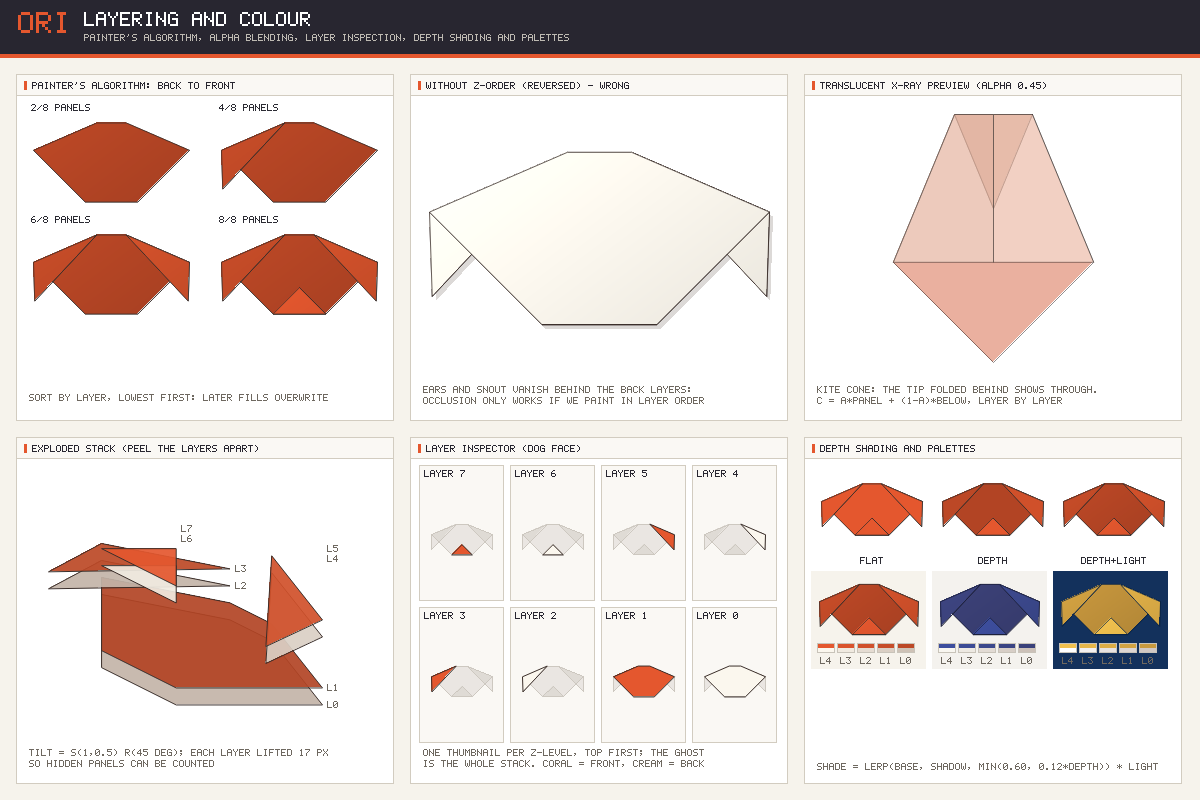 ORI
LAYERING AND COLOUR
PAINTER'S ALGORITHM, ALPHA BLENDING, LAYER INSPECTION, DEPTH SHADING AND PALETTES
PAINTER'S ALGORITHM: BACK TO FRONT
2/8 PANELS
4/8 PANELS
6/8 PANELS
8/8 PANELS
SORT BY LAYER, LOWEST FIRST: LATER FILLS OVERWRITE
WITHOUT Z-ORDER (REVERSED) - WRONG
EARS AND SNOUT VANISH BEHIND THE BACK LAYERS:
OCCLUSION ONLY WORKS IF WE PAINT IN LAYER ORDER
TRANSLUCENT X-RAY PREVIEW (ALPHA 0.45)
KITE CONE: THE TIP FOLDED BEHIND SHOWS THROUGH.
C = A*PANEL + (1-A)*BELOW, LAYER BY LAYER
EXPLODED STACK (PEEL THE LAYERS APART)
L7
L6
L5
L4
L3
L2
L1
L0
TILT = S(1,0.5) R(45 DEG); EACH LAYER LIFTED 17 PX
SO HIDDEN PANELS CAN BE COUNTED
LAYER INSPECTOR (DOG FACE)
LAYER 7
LAYER 6
LAYER 5
LAYER 4
LAYER 3
LAYER 2
LAYER 1
LAYER 0
ONE THUMBNAIL PER Z-LEVEL, TOP FIRST; THE GHOST
IS THE WHOLE STACK. CORAL = FRONT, CREAM = BACK
DEPTH SHADING AND PALETTES
FLAT
DEPTH
DEPTH+LIGHT
L4 L3 L2 L1 L0
L4 L3 L2 L1 L0
L4 L3 L2 L1 L0
SHADE = LERP(BASE, SHADOW, MIN(0.60, 0.12*DEPTH)) * LIGHT